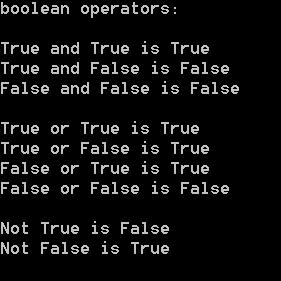 boolean operators:
True and True is True
True and False is False
False and False is False
True or True is True
True or False is True
False or True is True
False or False is False
Not True is False
Not False is True